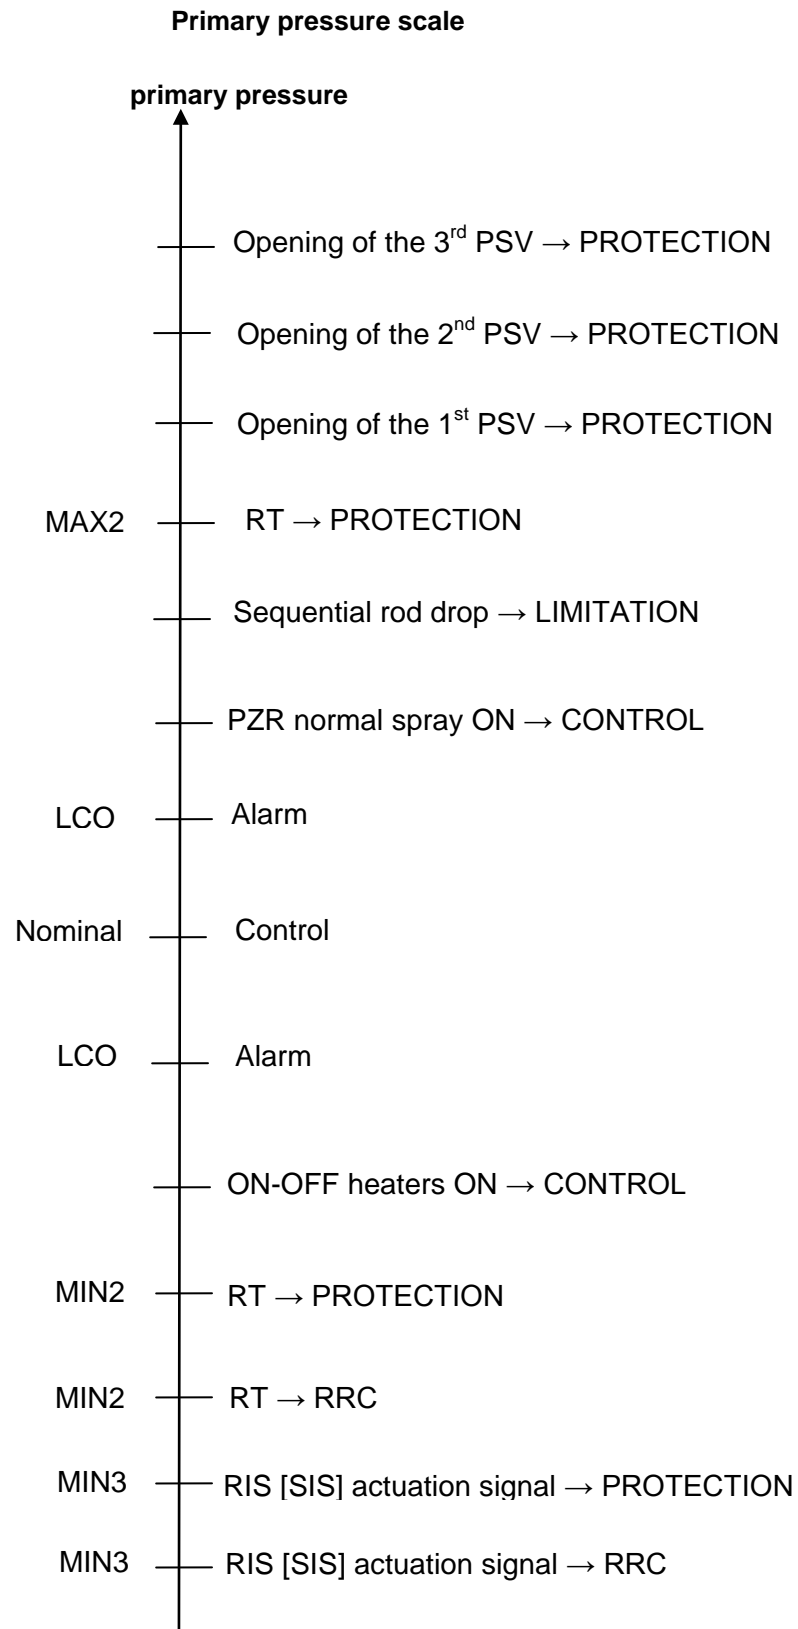 Primary pressure scale
primary pressure
Opening of the 3rd PSV → PROTECTION
Opening of the 2nd PSV → PROTECTION
Opening of the 1st PSV → PROTECTION
MAX2 RT → PROTECTION
Sequential rod drop → LIMITATION
PZR normal spray ON → CONTROL
LCO Alarm
Nominal Control
LCO Alarm
ON-OFF heaters ON → CONTROL
MIN2 RT → PROTECTION
MIN2 RT → RRC
MIN3 RIS [SIS] actuation signal → PROTECTION
MIN3 RIS [SIS] actuation signal → RRC